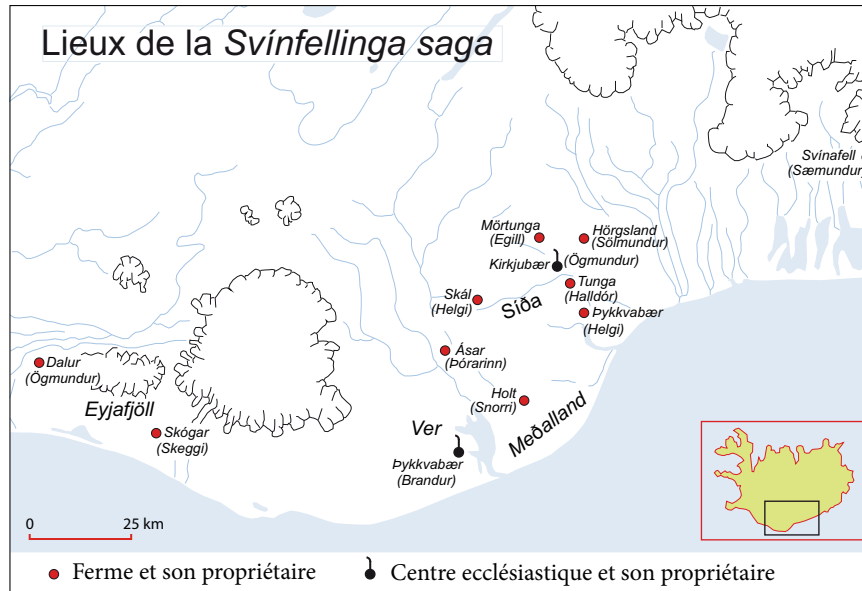 Lieux de la Svínfellinga saga
Svínafell
(Sæmundur)
Mörtunga
(Egill)
Hörgsland
(Sölmundur)
Kirkjubær
(Ögmundur)
Tunga
(Halldór)
Skál
(Helgi)
Síða
Þykkvabær
(Helgi)
Ásar
(Þórarinn)
Dalur
(Ögmundur)
Holt
(Snorri)
Eyjafjöll
Meðalland
Skógar
(Skeggi)
Ver
Þykkvabær
(Brandur)
0 25 km
Ferme et son propriétaire
Centre ecclésiastique et son propriétaire